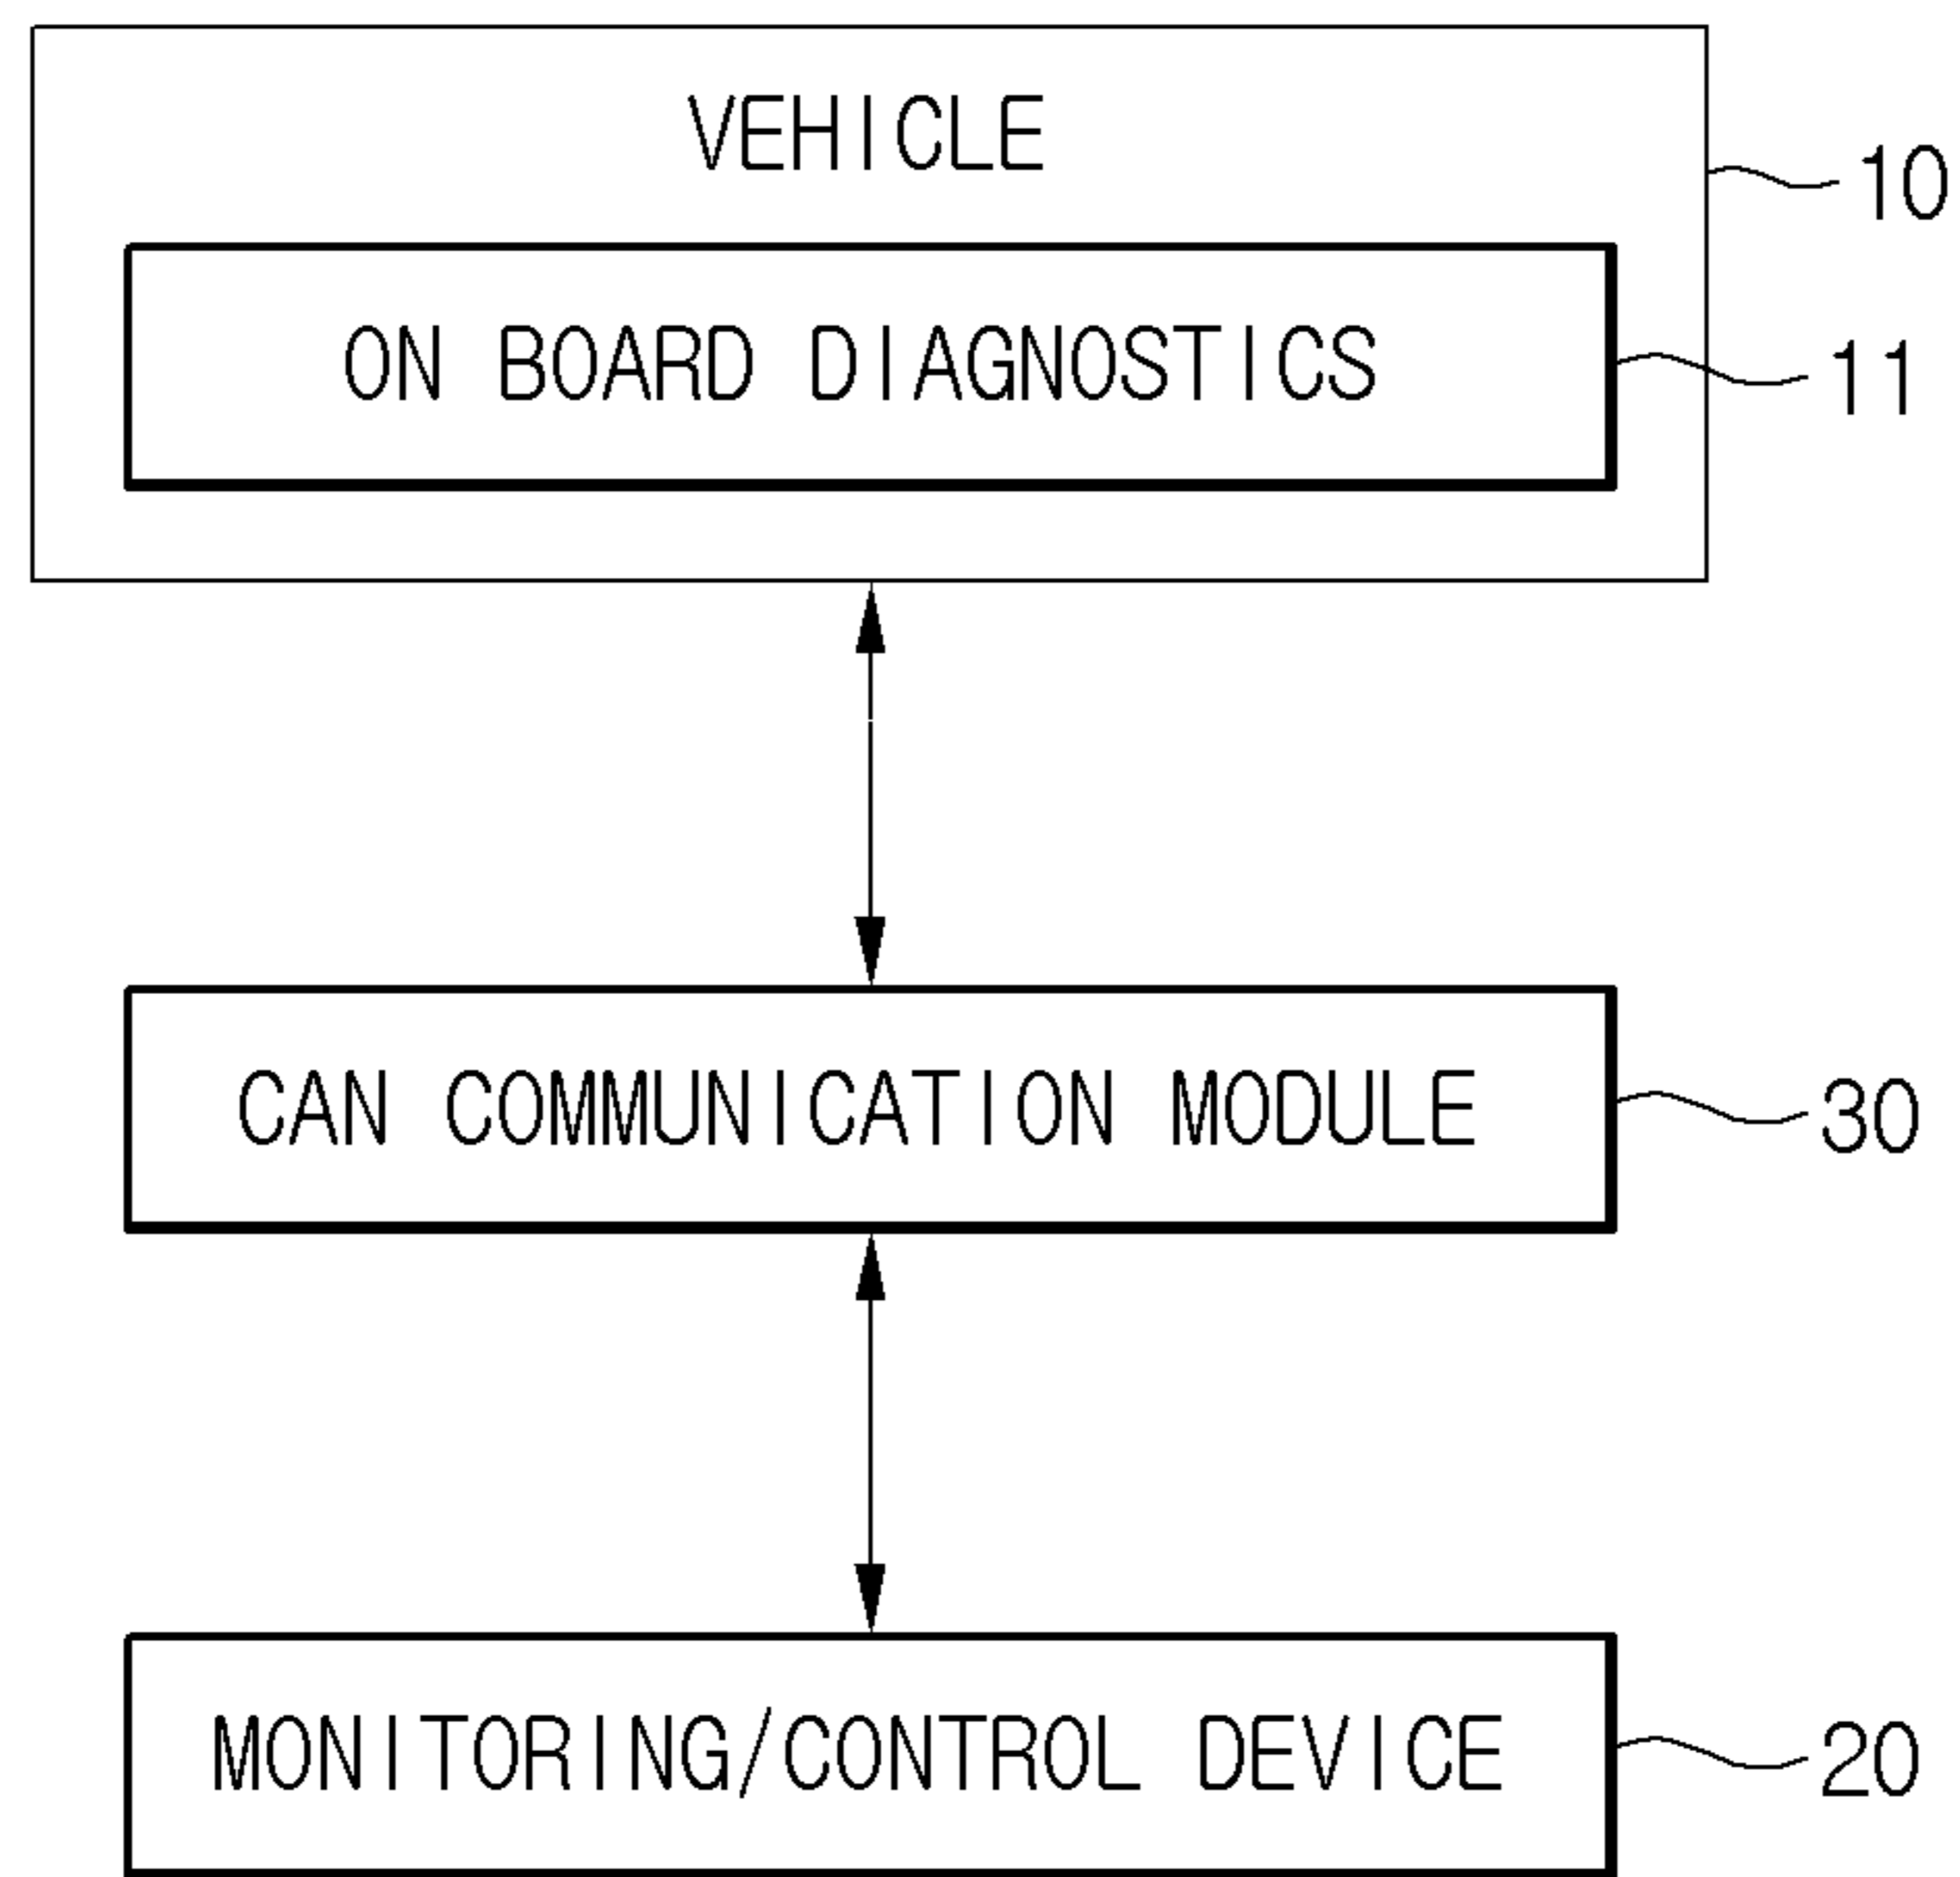 VEHICLE
10
ON BOARD DIAGNOSTICS
11
CAN COMMUNICATION MODULE
30
MONITORING/CONTROL DEVICE
20